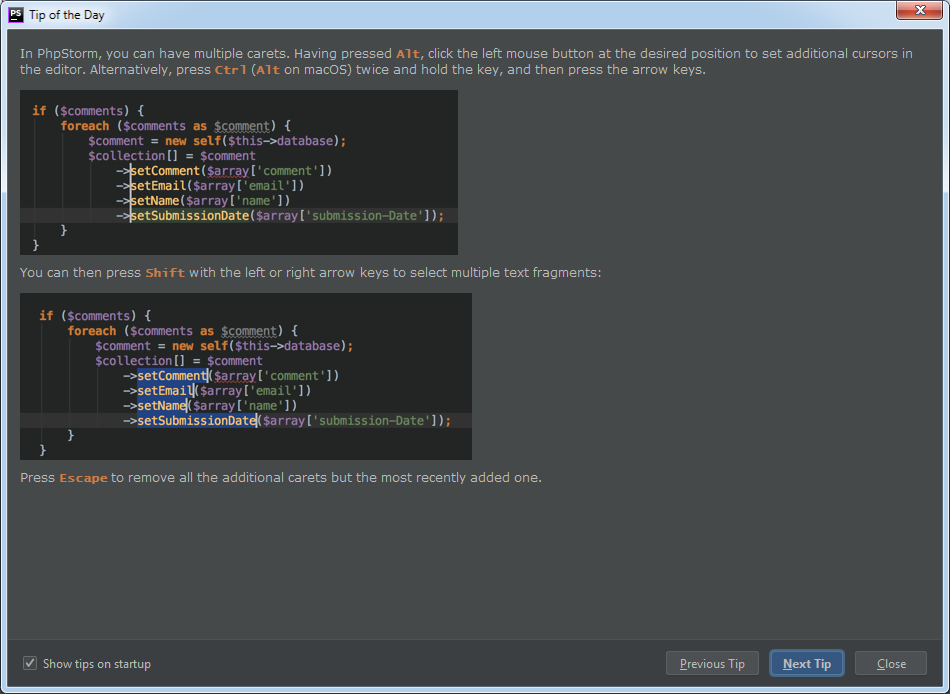 PS Tip of the Day
In PhpStorm, you can have multiple carets. Having pressed Alt, click the left mouse button at the desired position to set additional cursors in
the editor. Alternatively, press Ctrl (Alt on macOS) twice and hold the key, and then press the arrow keys.
if ($comments) {
foreach ($comments as $comment) {
$comment = new self($this->database);
$collection[] = $comment
->setComment($array['comment'])
->setEmail($array['email'])
->setName($array['name'])
->setSubmissionDate($array['submission-Date']);
}
}
You can then press Shift with the left or right arrow keys to select multiple text fragments:
if ($comments) {
foreach ($comments as $comment) {
$comment = new self($this->database);
$collection[] = $comment
->setComment($array['comment'])
->setEmail($array['email'])
->setName($array['name'])
->setSubmissionDate($array['submission-Date']);
}
}
Press Escape to remove all the additional carets but the most recently added one.
Show tips on startup Previous Tip Next Tip Close